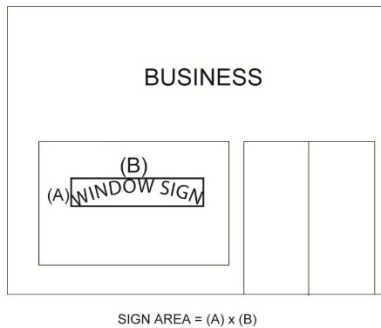 BUSINESS
(B)
(A) WINDOW SIGN
SIGN AREA = (A) x (B)